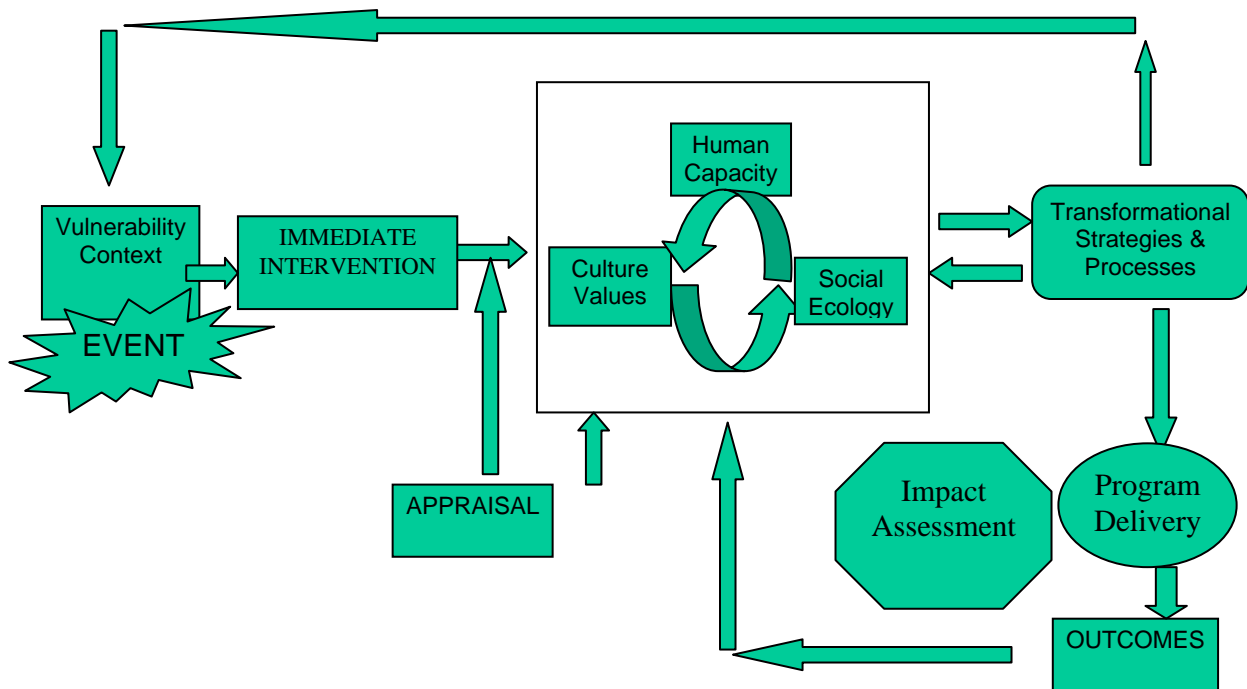 Human
Capacity
Vulnerability
Context
IMMEDIATE
INTERVENTION
Culture
Values
Social
Ecology
Transformational
Strategies &
Processes
EVENT
APPRAISAL
Impact
Assessment
Program
Delivery
OUTCOMES